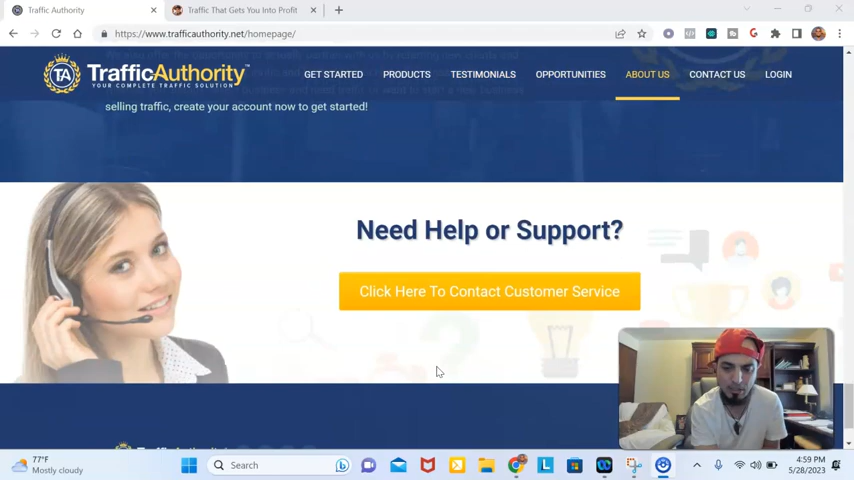 Traffic Authority
Traffic That Gets You Into Profit
https://www.trafficauthority.net/homepage/
TA
TrafficAuthority™
YOUR COMPLETE TRAFFIC SOLUTION
GET STARTED
PRODUCTS
TESTIMONIALS
OPPORTUNITIES
ABOUT US
CONTACT US
LOGIN
selling traffic, create your account now to get started!
Need Help or Support?
Click Here To Contact Customer Service
77°F
Mostly cloudy
Search
4:59 PM
5/28/2023